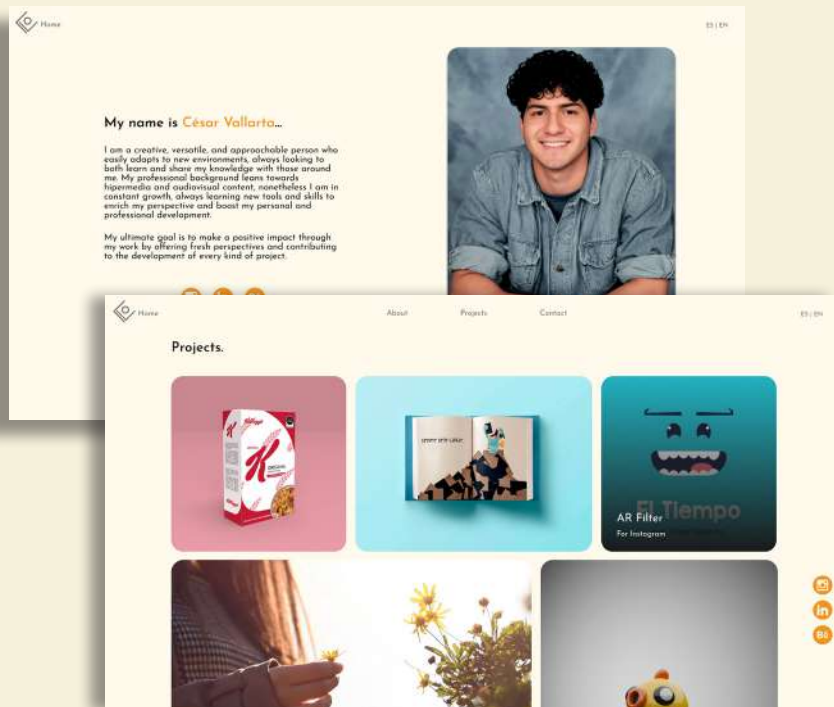 Home
ES | EN
My name is César Vallarta...
I am a creative, versatile, and approachable person who
easily adapts to new environments, always looking to
both learn and share my knowledge with those around
me. My professional background leans towards
hipermedia and audiovisual content, nonetheless I am in
constant growth, always learning new tools and skills to
enrich my perspective and boost my personal and
professional development.
My ultimate goal is to make a positive impact through
my work by offering fresh perspectives and contributing
to the development of every kind of project.
Home
About
Projects
Contact
ES | EN
Projects.
Kellogg's
K
ORIGINAL
El Tiempo
AR Filter
For Instagram
in
Bē